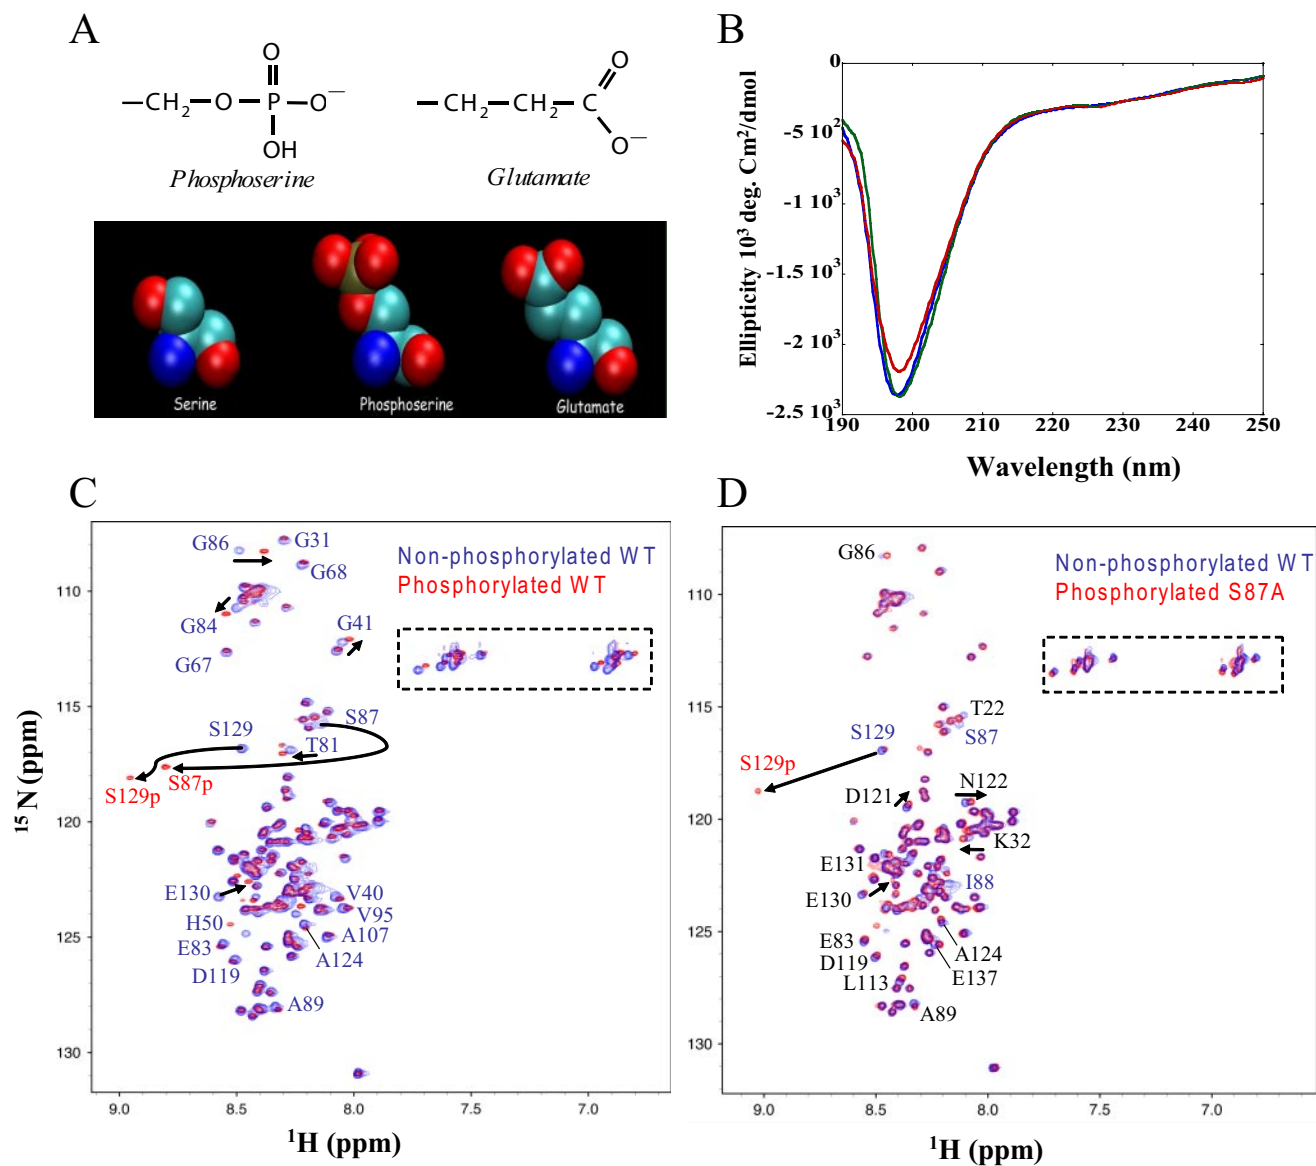 A
O
—CH2—O—P—O—
OH
Phosphoserine
O
—CH2—CH2—C
O—
Glutamate
Serine
Phosphoserine
Glutamate
B
0
-5 10²
-1 10³
-1.5 10³
-2 10³
-2.5 10³
190 200 210 220 230 240 250
Ellipticity 10³ deg. Cm²/dmol
Wavelength (nm)
C
Non-phosphorylated WT
Phosphorylated WT
G86
G31
G68
G84
G41
G67
S129
S87
T81
S87p
S129p
E130
V40
H50
V95
E83
A107
D119
A124
A89
110
115
120
125
130
9.0 8.5 8.0 7.5 7.0
¹⁵N (ppm)
¹H (ppm)
D
Non-phosphorylated WT
Phosphorylated S87A
G86
T22
S129
S87
S129p
N122
D121
K32
E131
I88
E130
E83
A124
D119
E137
L113
A89
110
115
120
125
130
9.0 8.5 8.0 7.5 7.0
¹H (ppm)